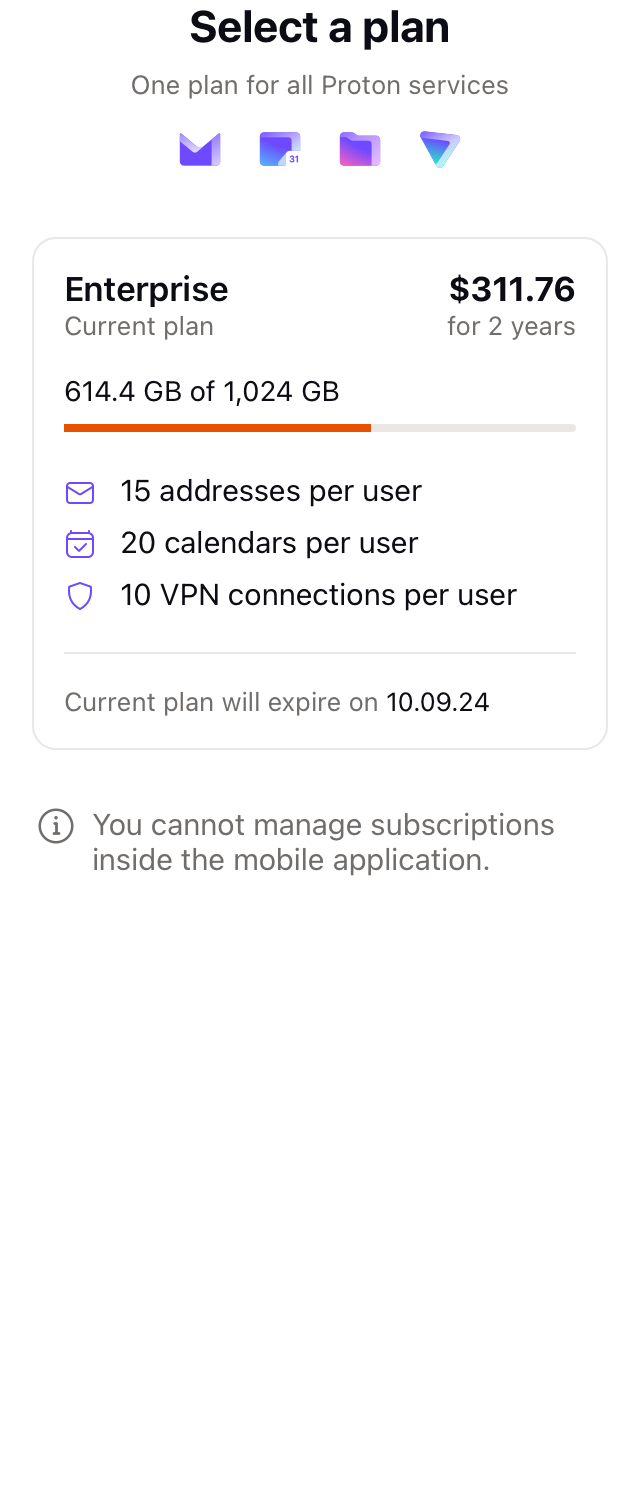 Select a plan
One plan for all Proton services
31
Enterprise
$311.76
Current plan
for 2 years
614.4 GB of 1,024 GB
15 addresses per user
20 calendars per user
10 VPN connections per user
Current plan will expire on 10.09.24
You cannot manage subscriptions
inside the mobile application.